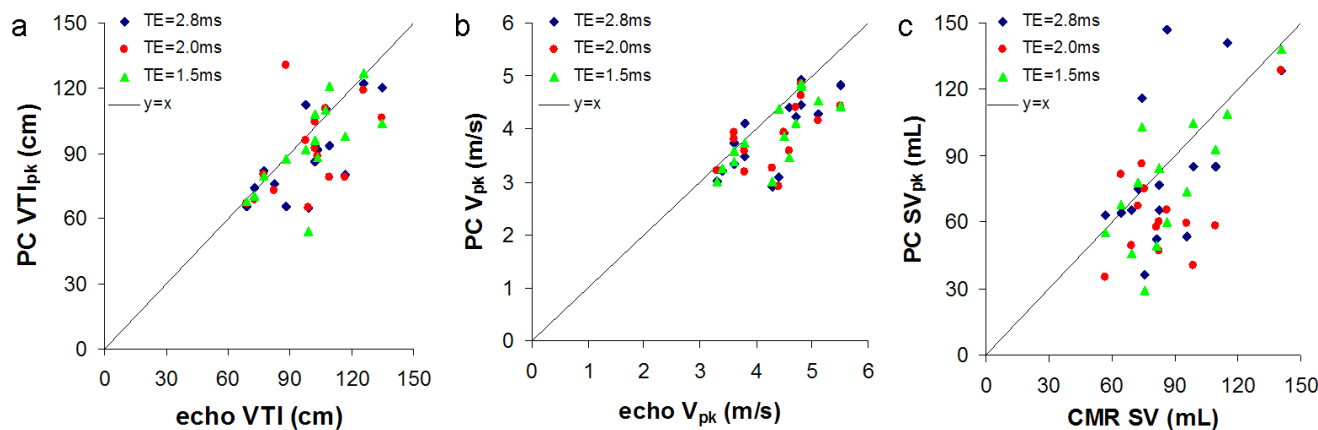 a
150
120
90
60
30
0
0 30 60 90 120 150
PC VTIpk (cm)
echo VTI (cm)
TE=2.8ms
TE=2.0ms
TE=1.5ms
y=x
b
6
5
4
3
2
1
0
0 1 2 3 4 5 6
PC Vpk (m/s)
echo Vpk (m/s)
TE=2.8ms
TE=2.0ms
TE=1.5ms
y=x
c
150
120
90
60
30
0
0 30 60 90 120 150
PC SVpk (mL)
CMR SV (mL)
TE=2.8ms
TE=2.0ms
TE=1.5ms
y=x